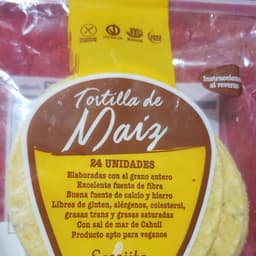 Instrucciones
al reverso
Tortilla de
Maíz
24 UNIDADES
Elaboradas con el grano entero
Excelente fuente de fibra
Buena fuente de calcio y hierro
Libres de gluten, alérgenos, colesterol,
grasas trans y grasas saturadas
Con sal de mar de Cahuil
Producto apto para veganos